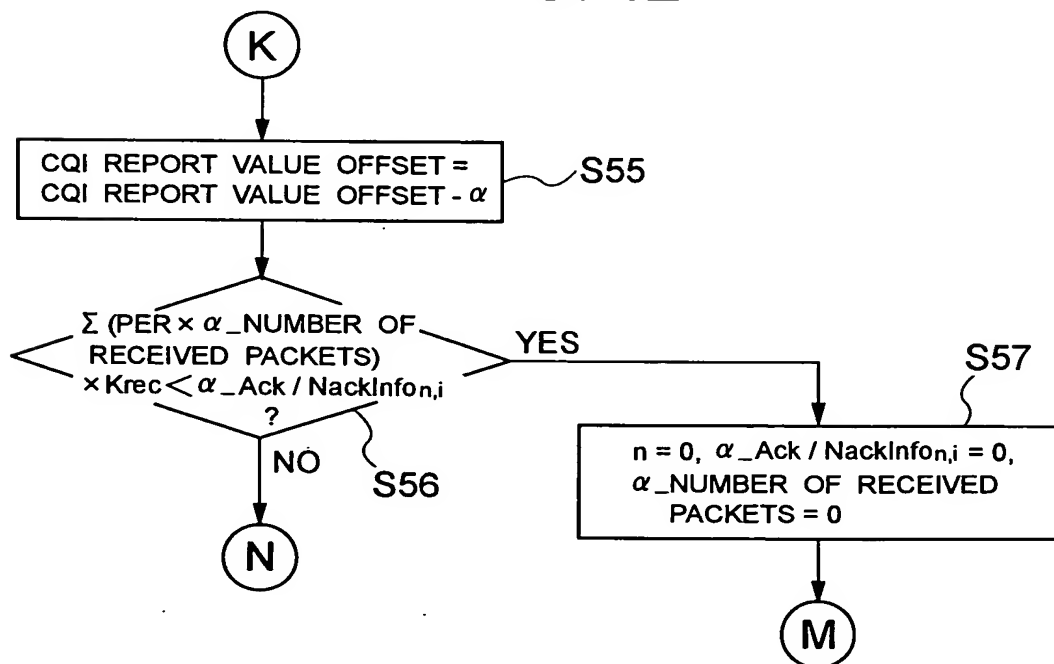 K
CQI REPORT VALUE OFFSET =
CQI REPORT VALUE OFFSET - α
S55
Σ (PER × α_NUMBER OF
RECEIVED PACKETS)
×Krec < α_Ack / NackInfon,i
?
YES
NO
S56
N
S57
n = 0, α_Ack / NackInfon,i = 0,
α_NUMBER OF RECEIVED
PACKETS = 0
M